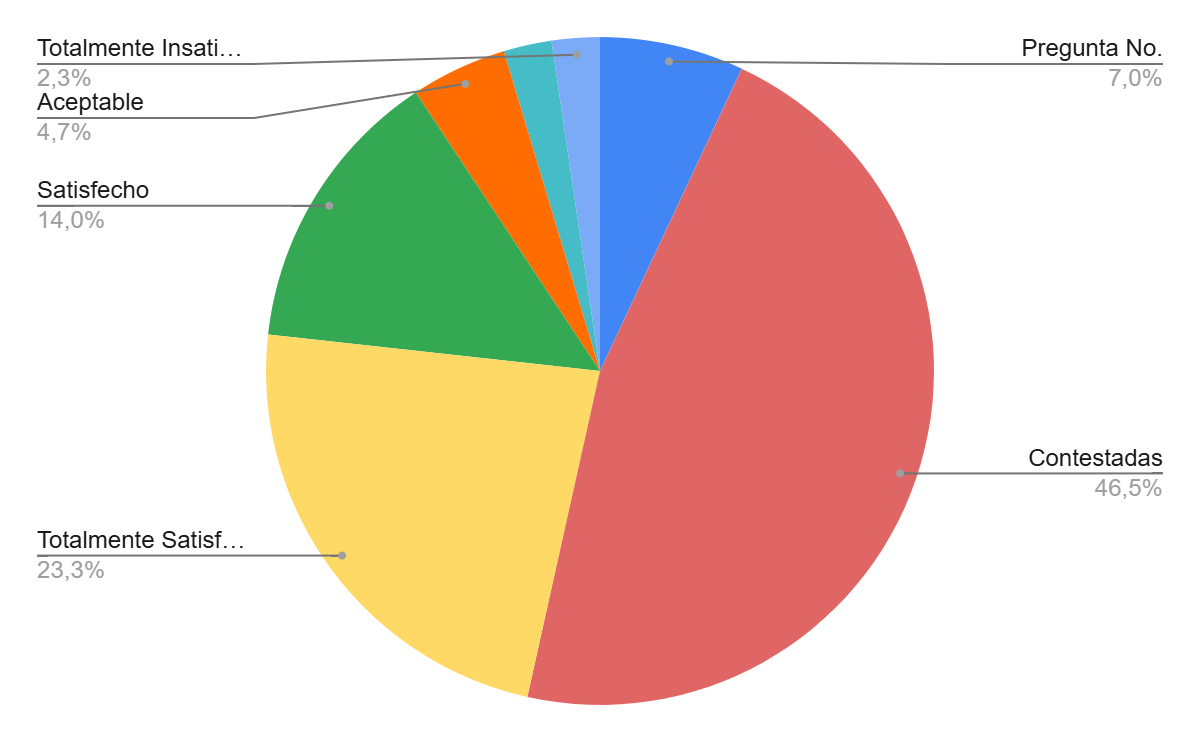 Totalmente Insati…
2,3%
Aceptable
4,7%
Satisfecho
14,0%
Totalmente Satisf…
23,3%
Pregunta No.
7,0%
Contestadas
46,5%